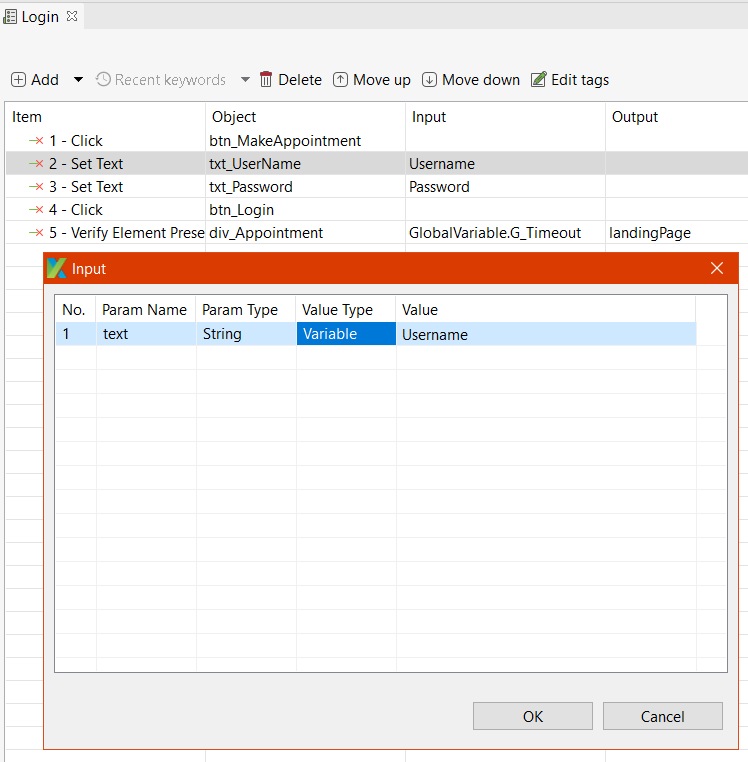 Login
Add Recent keywords Delete Move up Move down Edit tags
Item Object Input Output
1 - Click btn_MakeAppointment
2 - Set Text txt_UserName Username
3 - Set Text txt_Password Password
4 - Click btn_Login
5 - Verify Element Prese div_Appointment GlobalVariable.G_Timeout landingPage
Input
No. Param Name Param Type Value Type Value
1 text String Variable Username
OK Cancel